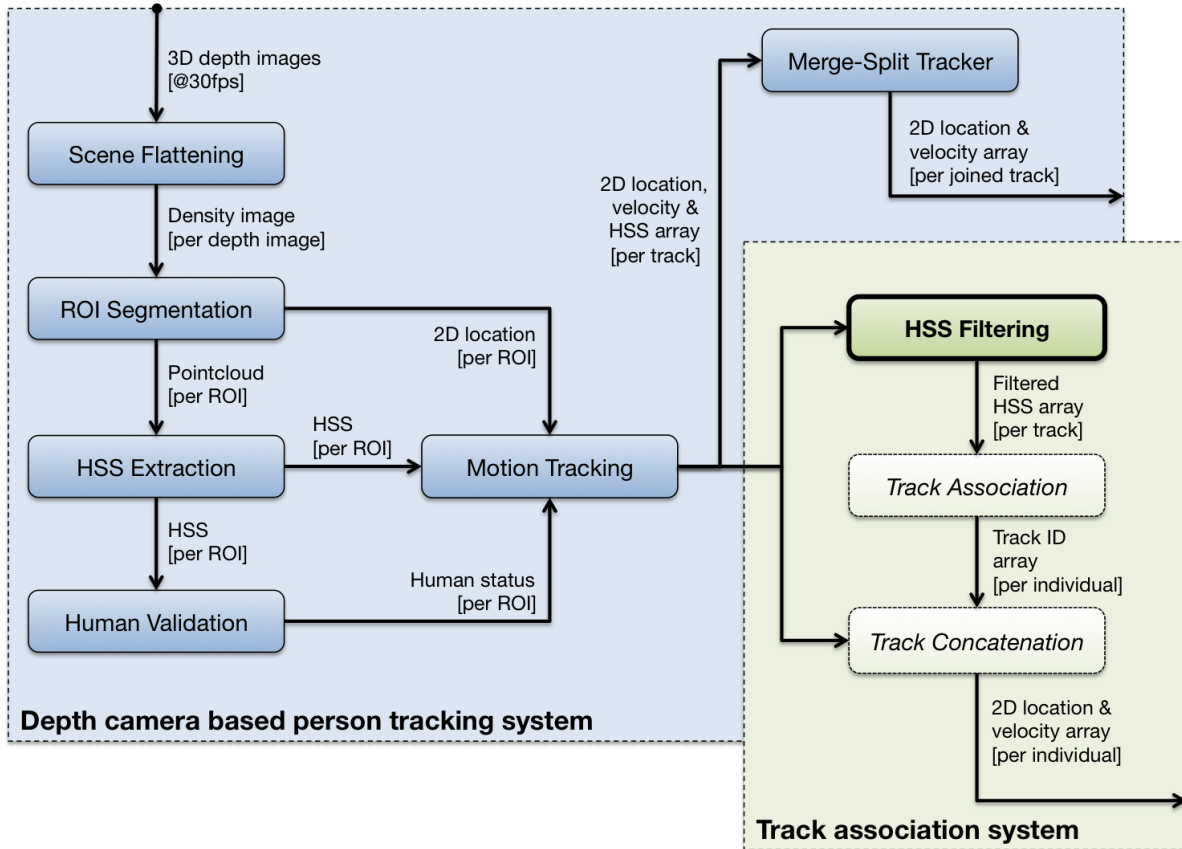 3D depth images
[@30fps]
Scene Flattening
Density image
[per depth image]
ROI Segmentation
2D location
[per ROI]
Pointcloud
[per ROI]
HSS Extraction
HSS
[per ROI]
Motion Tracking
HSS
[per ROI]
Human status
[per ROI]
Human Validation
Depth camera based person tracking system
Merge-Split Tracker
2D location &
velocity array
[per joined track]
2D location,
velocity &
HSS array
[per track]
HSS Filtering
Filtered
HSS array
[per track]
Track Association
Track ID
array
[per individual]
Track Concatenation
2D location &
velocity array
[per individual]
Track association system